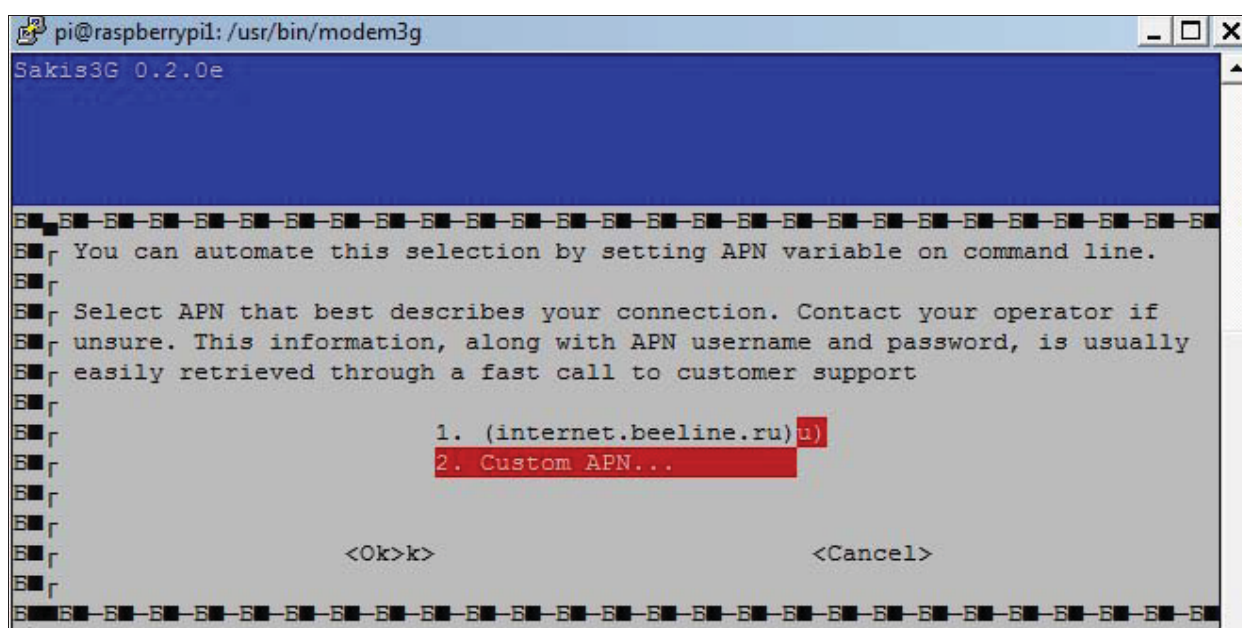 pi@raspberrypi1: /usr/bin/modem3g
Sakis3G 0.2.0e
You can automate this selection by setting APN variable on command line.
Select APN that best describes your connection. Contact your operator if
unsure. This information, along with APN username and password, is usually
easily retrieved through a fast call to customer support
1. (internet.beeline.ru)u)
2. Custom APN...
<Ok>k> <Cancel>